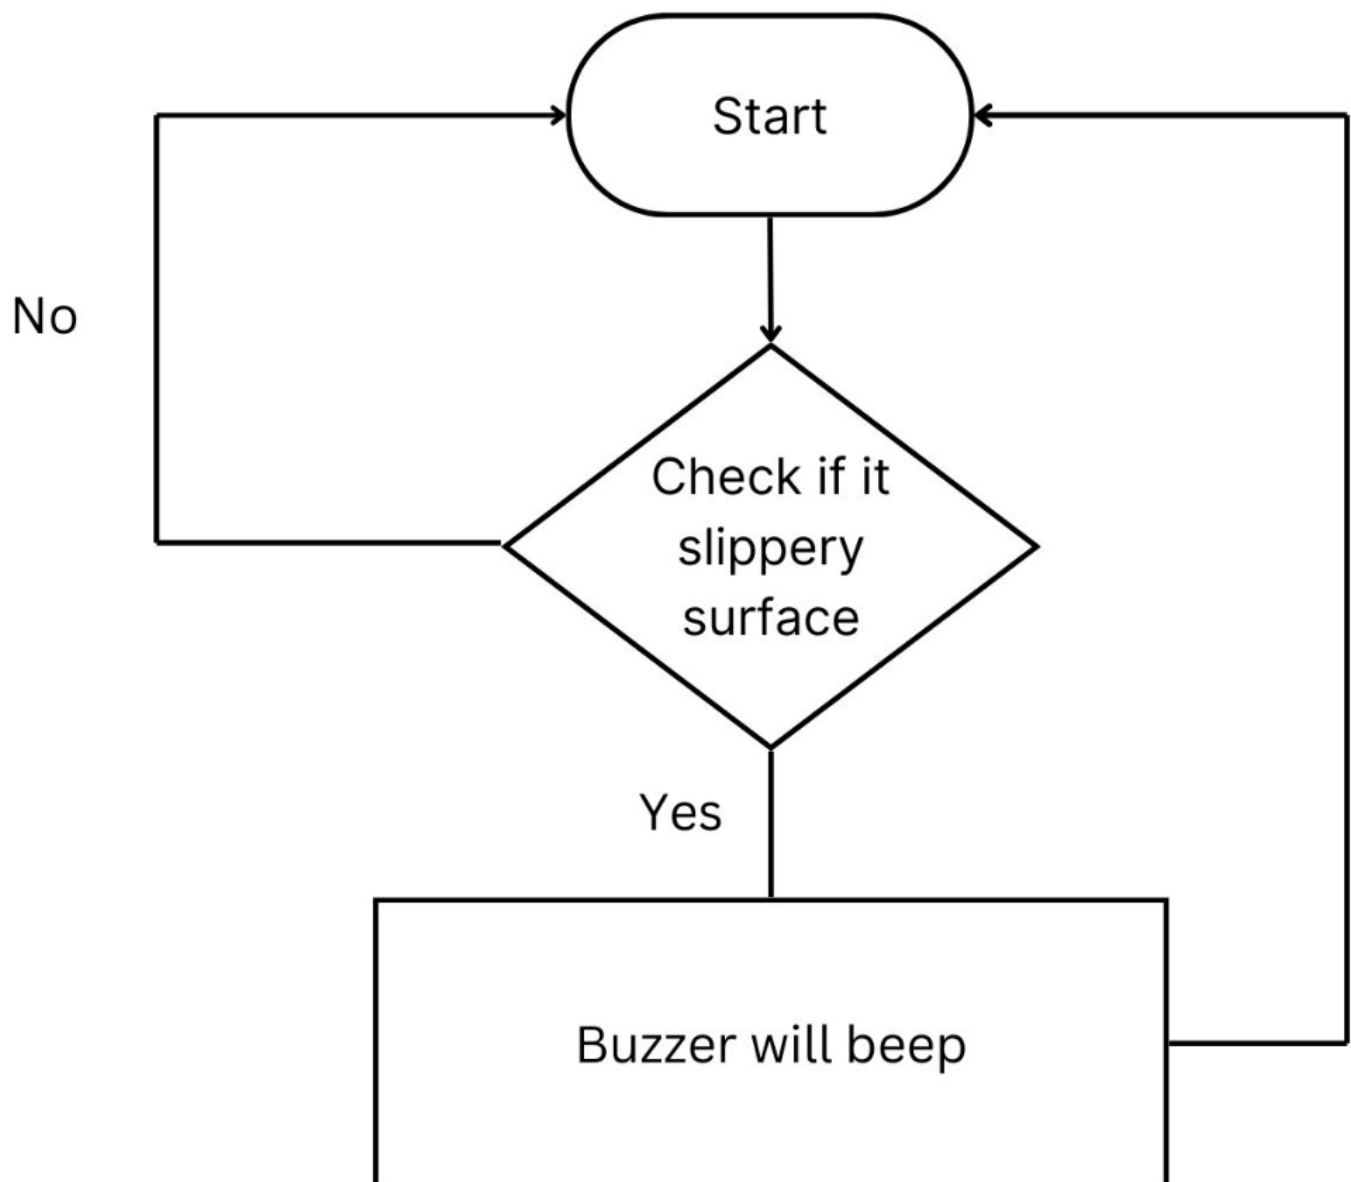 Start
No
Check if it
slippery
surface
Yes
Buzzer will beep